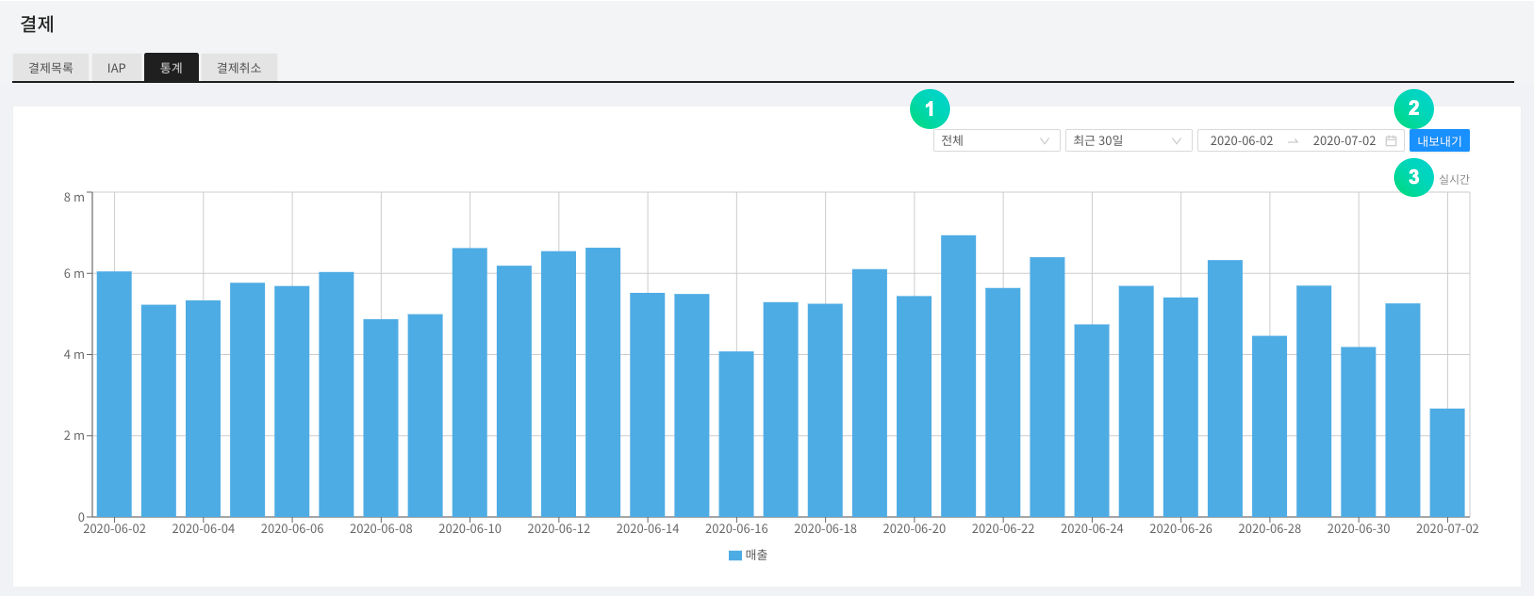 결제
결제목록 IAP 통계 결제취소
1 2
전체 최근 30일 2020-06-02 → 2020-07-02 내보내기
3 실시간
8 m
6 m
4 m
2 m
0
2020-06-02 2020-06-04 2020-06-06 2020-06-08 2020-06-10 2020-06-12 2020-06-14 2020-06-16 2020-06-18 2020-06-20 2020-06-22 2020-06-24 2020-06-26 2020-06-28 2020-06-30 2020-07-02
매출